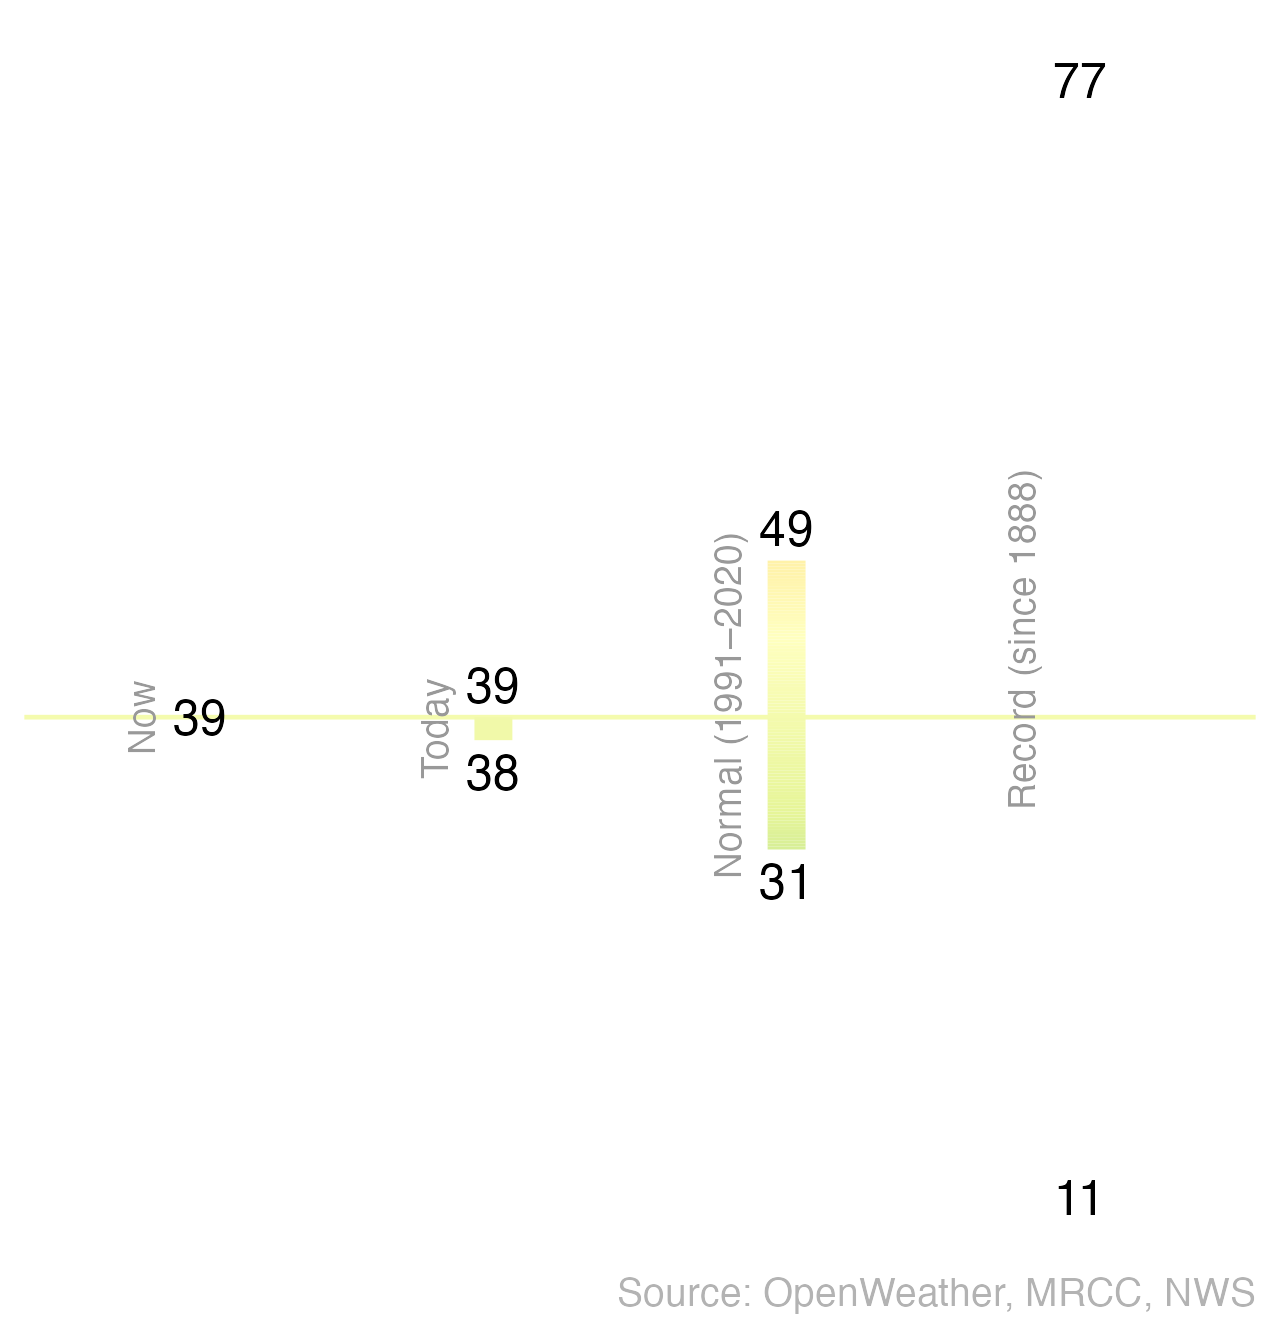 77
Record (since 1888)
49
Normal (1991–2020)
39
Today
Now
39
38
31
11
Source: OpenWeather, MRCC, NWS